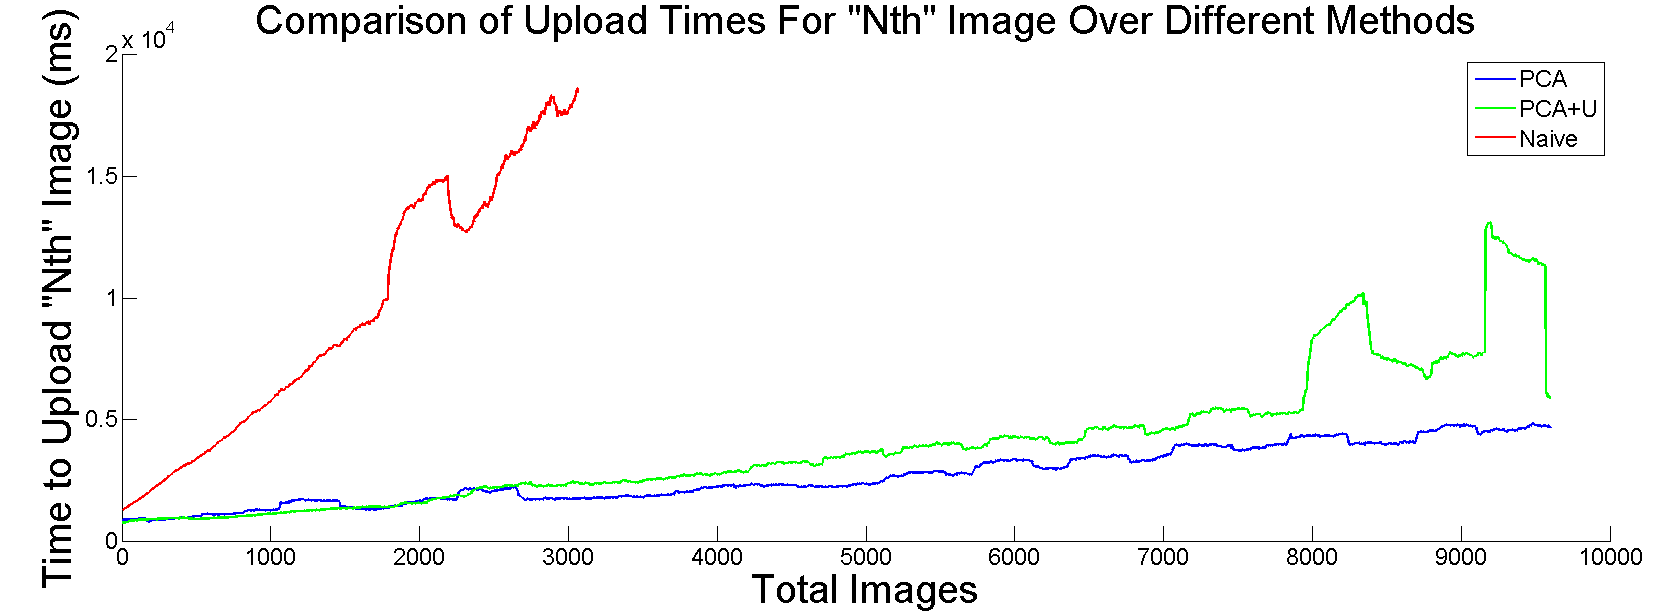 Comparison of Upload Times For "Nth" Image Over Different Methods
x 10^4
Time to Upload "Nth" Image (ms)
2
1.5
1
0.5
0
PCA
PCA+U
Naive
0 1000 2000 3000 4000 5000 6000 7000 8000 9000 10000
Total Images